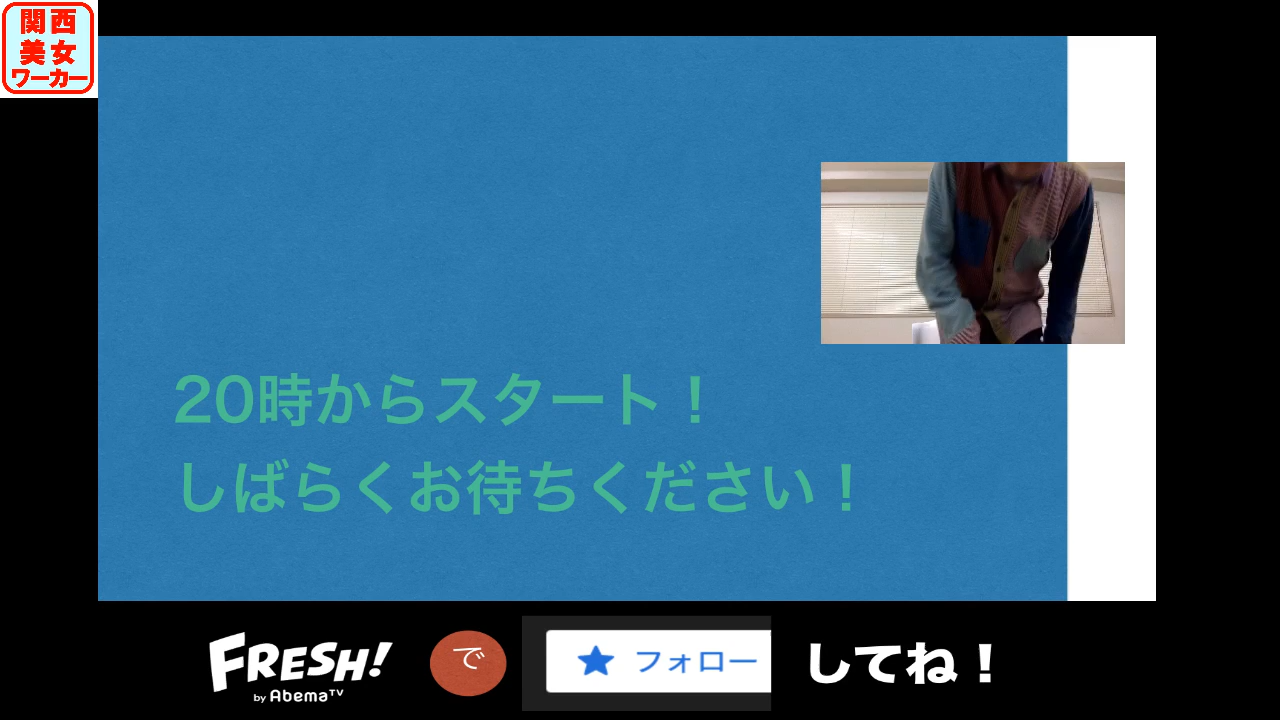 関西
美女
ワーカー
20時からスタート！
しばらくお待ちください！
FRESH! で フォロー してね！
by AbemaTV